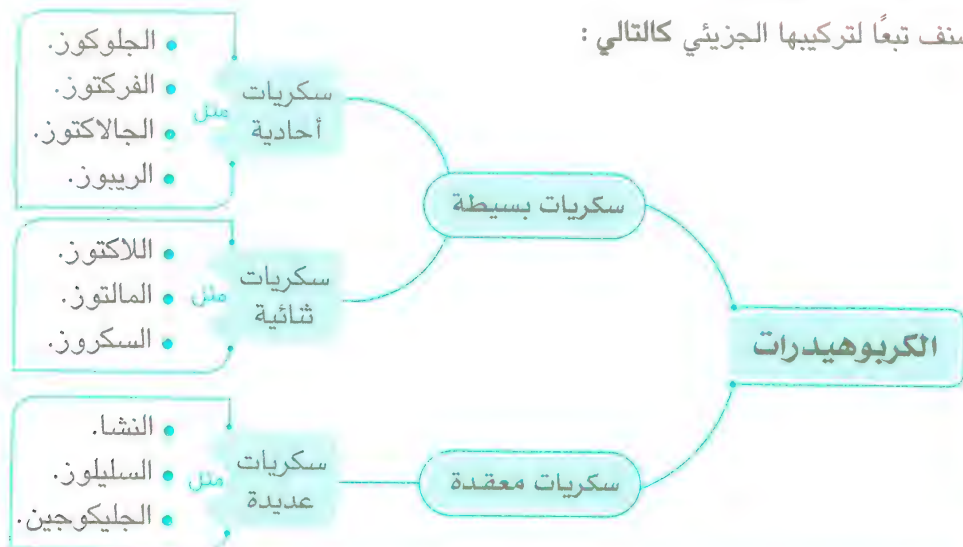 تبعًا لتركيبها الجزيئي كالتالي :
الكربوهيدرات
سكريات بسيطة
سكريات
أحادية
مثل
الجلوكوز.
الفركتوز.
الجالاكتوز.
الريبوز.
سكريات
ثنائية
مثل
اللاكتوز.
المالتوز.
السكروز.
سكريات معقدة
سكريات
عديدة
مثل
النشا.
السليلوز.
الجليكوجين.